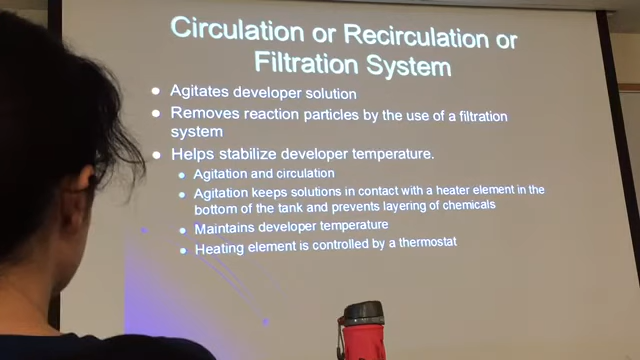 Circulation or Recirculation or
Filtration System
Agitates developer solution
Removes reaction particles by the use of a filtration
system
Helps stabilize developer temperature.
Agitation and circulation
Agitation keeps solutions in contact with a heater element in the
bottom of the tank and prevents layering of chemicals
Maintains developer temperature
Heating element is controlled by a thermostat